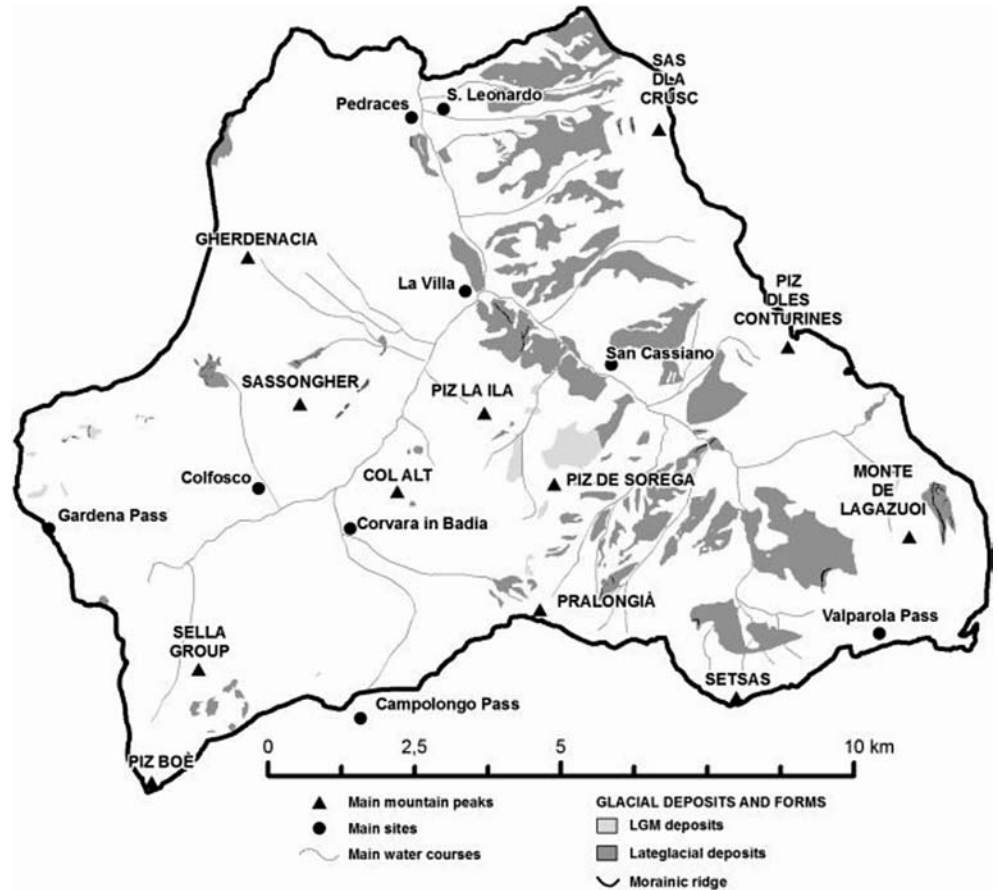 SAS
DLA
CRUSC
S. Leonardo
Pedraces
GHERDENACIA
La Villa
PIZ
DLES
CONTURINES
San Cassiano
SASSONGHER
PIZ LA ILA
Colfosco
COL ALT
PIZ DE SOREGA
MONTE
DE
LAGAZUOI
Gardena Pass
Corvara in Badia
PRALONGIÀ
Valparola Pass
SELLA
GROUP
SETSAS
Campolongo Pass
PIZ BOÈ
0 2,5 5 10 km
Main mountain peaks
Main sites
Main water courses
GLACIAL DEPOSITS AND FORMS
LGM deposits
Lateglacial deposits
Morainic ridge